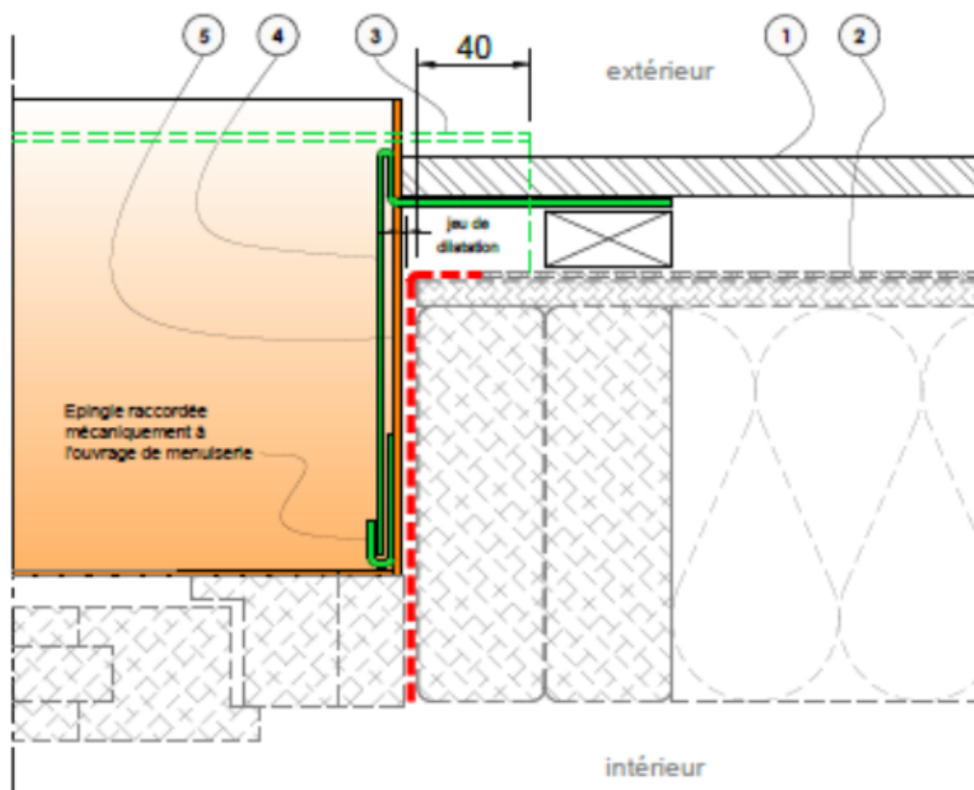 5
4
3
40
1
2
extérieur
jeu de
dilatation
Epingle raccordée
mécaniquement à
l'ouvrage de menuiserie
intérieur